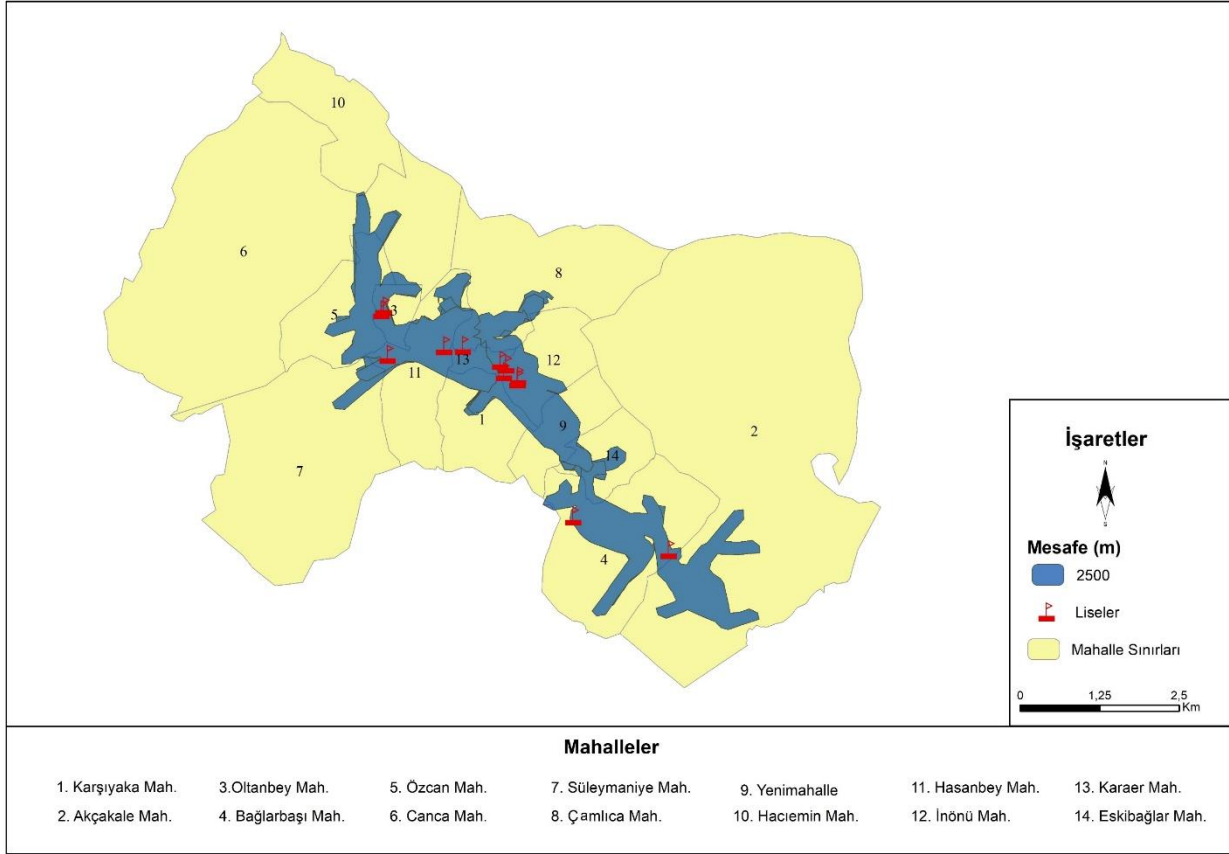 10
6
8
5
3
13
12
11
1
9
2
14
7
4
İşaretler
N
S
Mesafe (m)
2500
Liseler
Mahalle Sınırları
0 1,25 2,5
Km
Mahalleler
1. Karşıyaka Mah. 3.Oltanbey Mah. 5. Özcan Mah. 7. Süleymaniye Mah. 9. Yenimahalle 11. Hasanbey Mah. 13. Karaer Mah.
2. Akçakale Mah. 4. Bağlarbaşı Mah. 6. Canca Mah. 8. Çamlıca Mah. 10. Hacıemin Mah. 12. İnönü Mah. 14. Eskibağlar Mah.